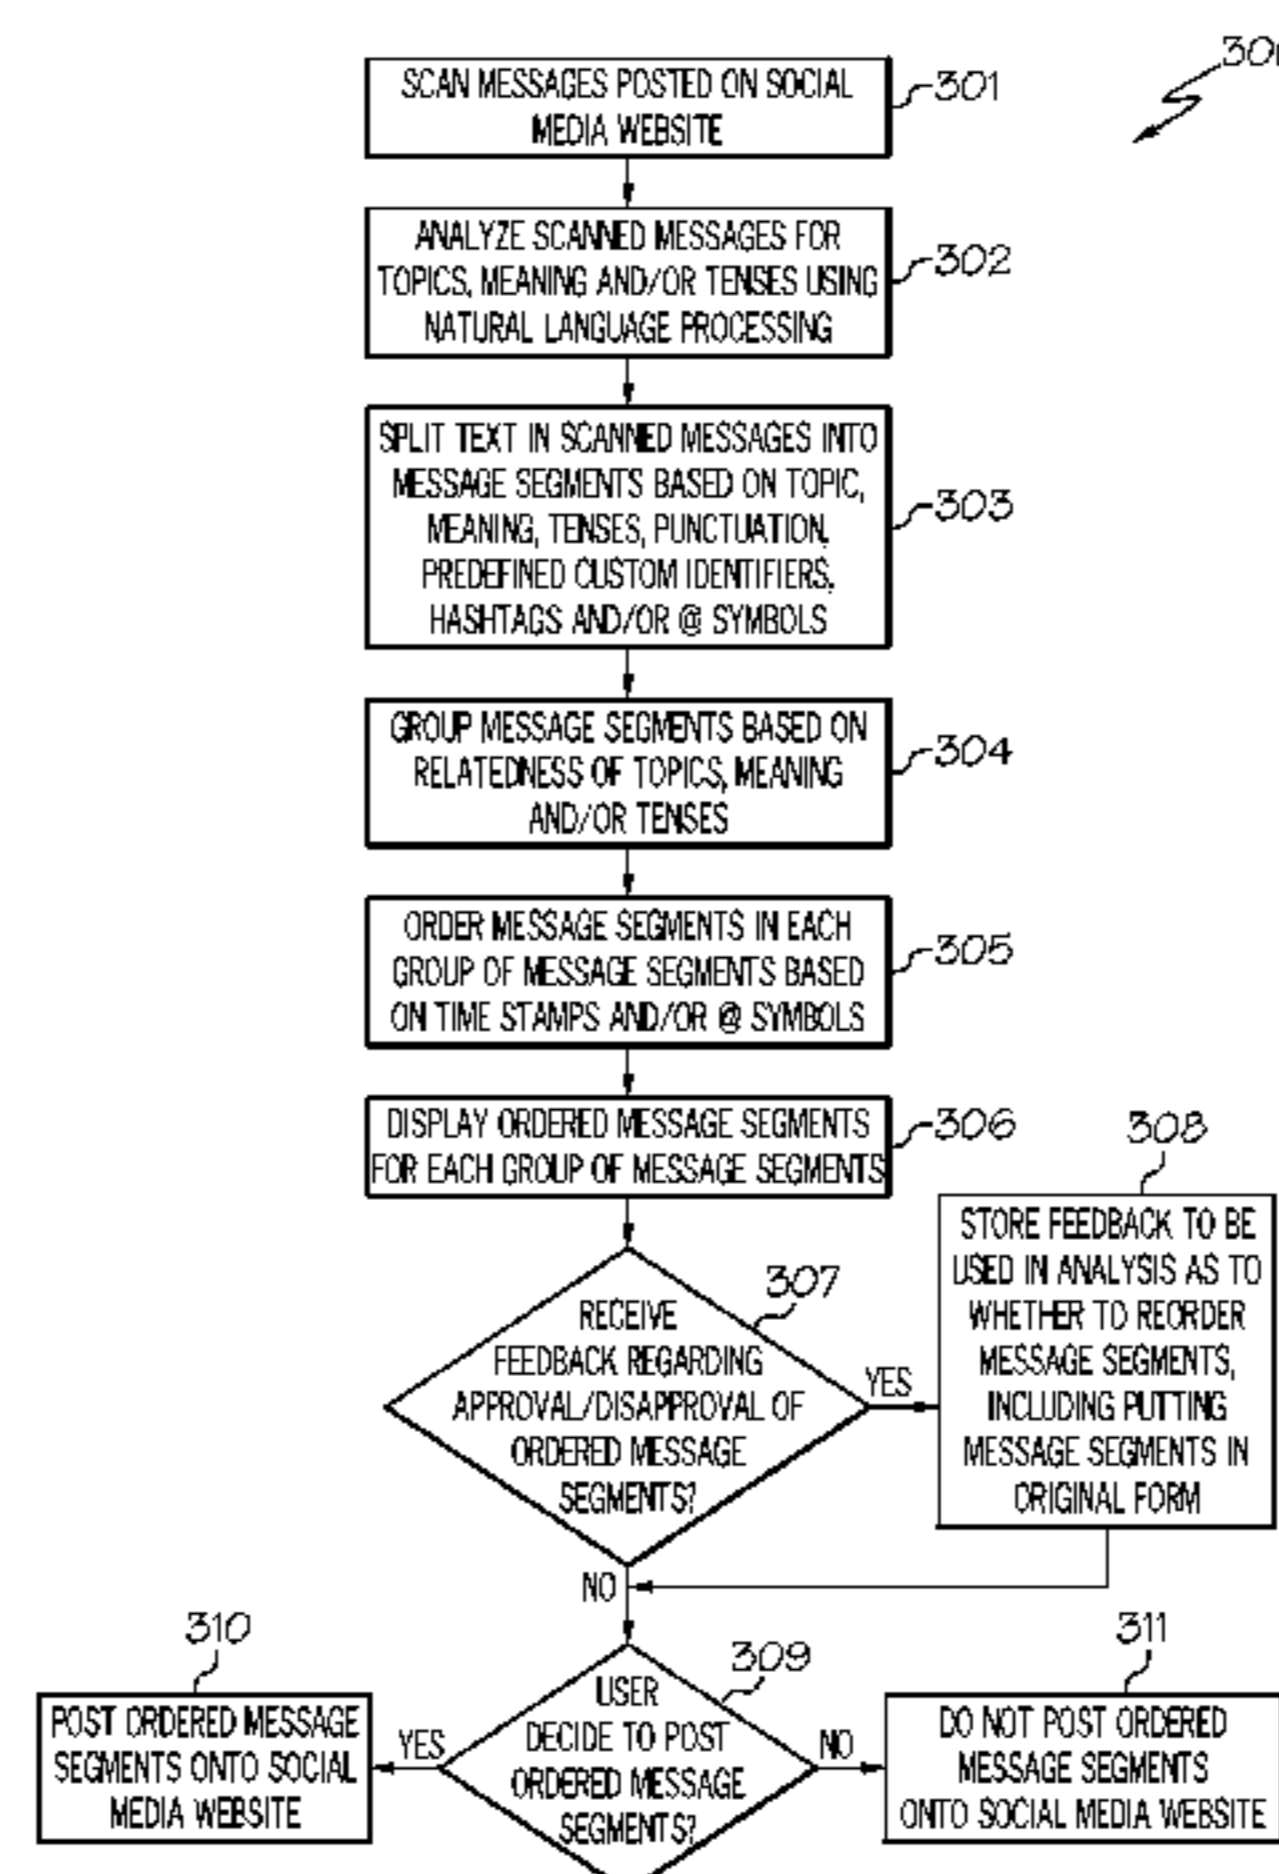 SCAN MESSAGES POSTED ON SOCIAL
MEDIA WEBSITE
301
ANALYZE SCANNED MESSAGES FOR
TOPICS, MEANING AND/OR TENSES USING
NATURAL LANGUAGE PROCESSING
302
SPLIT TEXT IN SCANNED MESSAGES INTO
MESSAGE SEGMENTS BASED ON TOPIC,
MEANING, TENSES, PUNCTUATION,
PREDEFINED CUSTOM IDENTIFIERS,
HASHTAGS AND/OR @ SYMBOLS
303
GROUP MESSAGE SEGMENTS BASED ON
RELATEDNESS OF TOPICS, MEANING
AND/OR TENSES
304
ORDER MESSAGE SEGMENTS IN EACH
GROUP OF MESSAGE SEGMENTS BASED
ON TIME STAMPS AND/OR @ SYMBOLS
305
DISPLAY ORDERED MESSAGE SEGMENTS
FOR EACH GROUP OF MESSAGE SEGMENTS
306
307
RECEIVE
FEEDBACK REGARDING
APPROVAL/DISAPPROVAL OF
ORDERED MESSAGE
SEGMENTS?
YES
NO
308
STORE FEEDBACK TO BE
USED IN ANALYSIS AS TO
WHETHER TO REORDER
MESSAGE SEGMENTS,
INCLUDING PUTTING
MESSAGE SEGMENTS IN
ORIGINAL FORM
309
USER
DECIDE TO POST
ORDERED MESSAGE
SEGMENTS?
YES
NO
310
POST ORDERED MESSAGE
SEGMENTS ONTO SOCIAL
MEDIA WEBSITE
311
DO NOT POST ORDERED
MESSAGE SEGMENTS
ONTO SOCIAL MEDIA WEBSITE